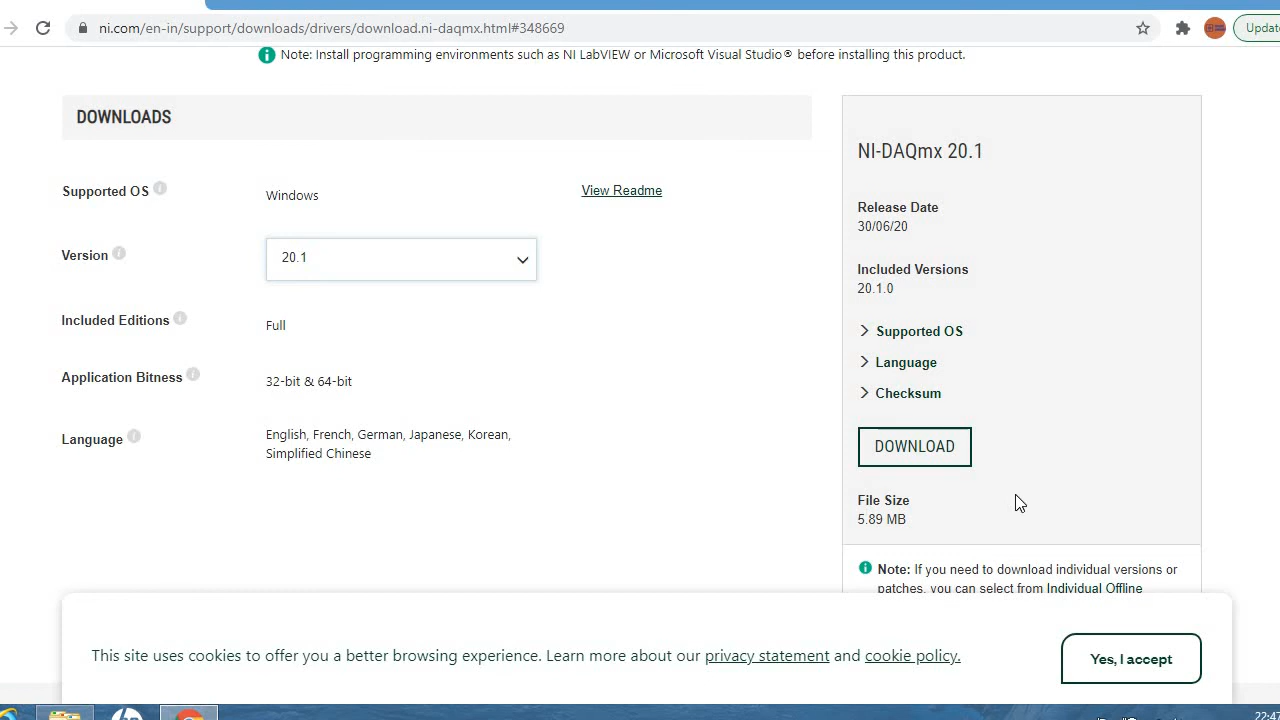 ni.com/en-in/support/downloads/drivers/download.ni-daqmx.html#348669
Update
Note: Install programming environments such as NI LabVIEW or Microsoft Visual Studio® before installing this product.
DOWNLOADS
Supported OS
Windows
View Readme
Version
20.1
Included Editions
Full
Application Bitness
32-bit & 64-bit
Language
English, French, German, Japanese, Korean,
Simplified Chinese
NI-DAQmx 20.1
Release Date
30/06/20
Included Versions
20.1.0
Supported OS
Language
Checksum
DOWNLOAD
File Size
5.89 MB
Note: If you need to download individual versions or
patches, you can select from Individual Offline
This site uses cookies to offer you a better browsing experience. Learn more about our privacy statement and cookie policy.
Yes, I accept